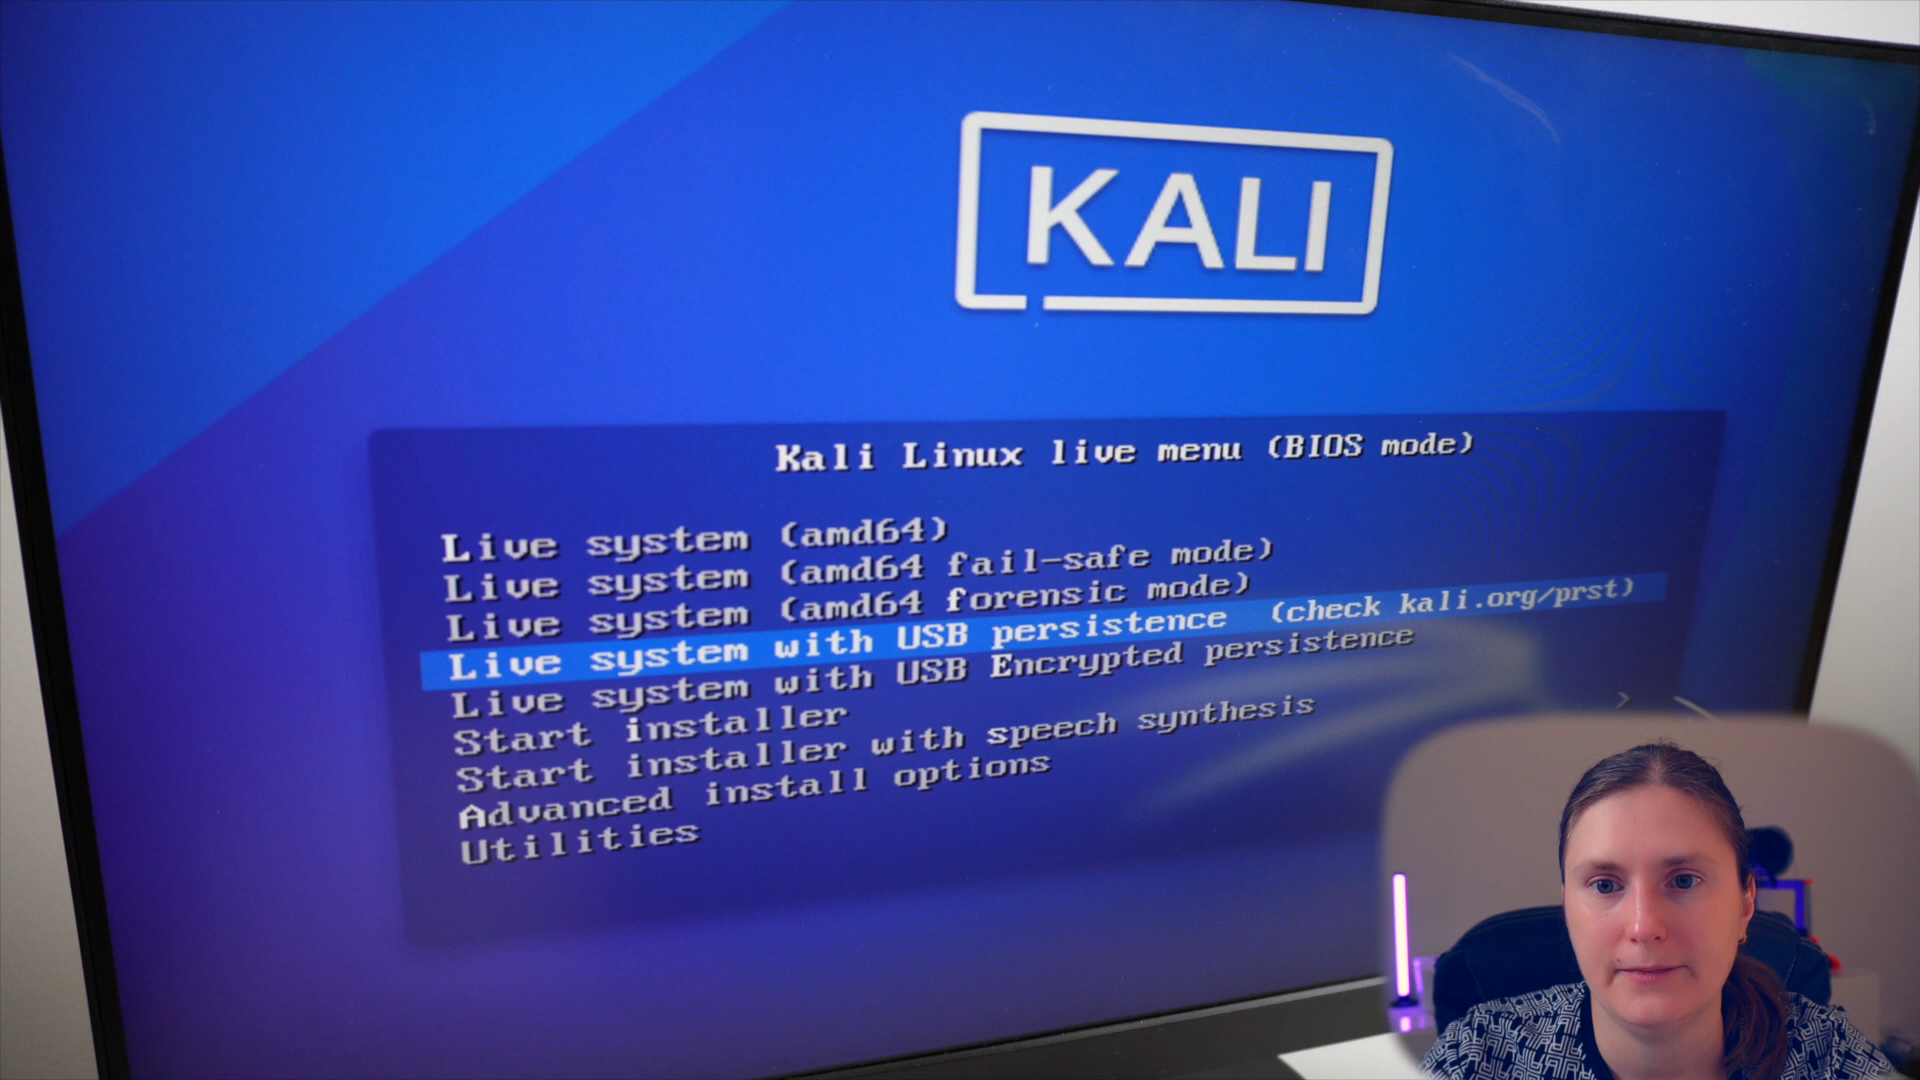 KALI
Kali Linux live menu (BIOS mode)
Live system (amd64)
Live system (amd64 fail-safe mode)
Live system (amd64 forensic mode)
Live system with USB persistence (check kali.org/prst)
Live system with USB Encrypted persistence
Start installer
Start installer with speech synthesis
Advanced install options >
Utilities